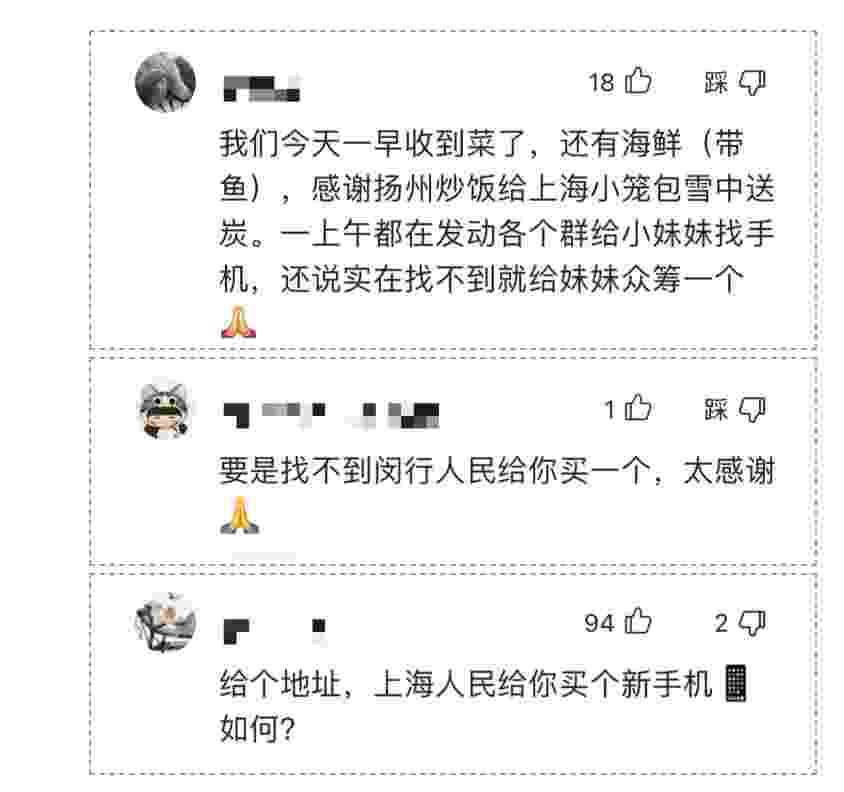 18 踩
我们今天一早收到菜了，还有海鲜（带
鱼），感谢扬州炒饭给上海小笼包雪中送
炭。一上午都在发动各个群给小妹妹找手
机，还说实在找不到就给妹妹众筹一个
🙏
1 踩
要是找不到闵行人民给你买一个，太感谢
🙏
94 2
给个地址，上海人民给你买个新手机📱
如何?